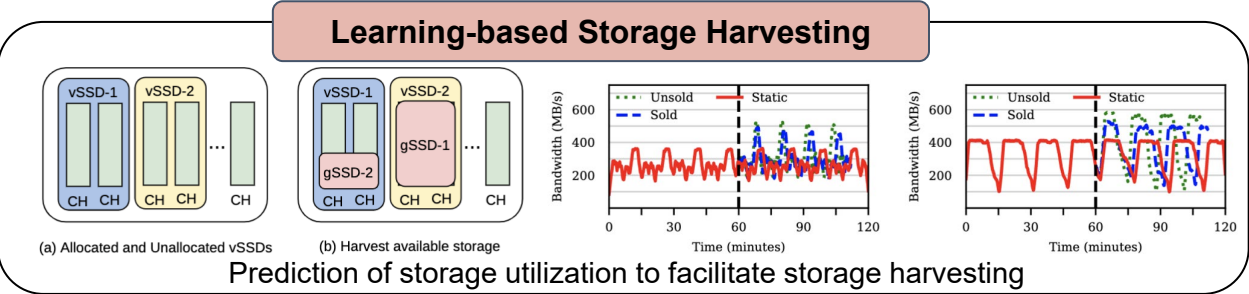 Learning-based Storage Harvesting
vSSD-1
vSSD-2
...
CH CH
CH CH
CH
(a) Allocated and Unallocated vSSDs
vSSD-1
vSSD-2
gSSD-1
gSSD-2
...
CH CH
CH CH
CH
(b) Harvest available storage
Unsold
Static
Sold
Bandwidth (MB/s)
600
400
200
0
30
60
90
120
Time (minutes)
Unsold
Static
Sold
Bandwidth (MB/s)
600
400
200
0
30
60
90
120
Time (minutes)
Prediction of storage utilization to facilitate storage harvesting